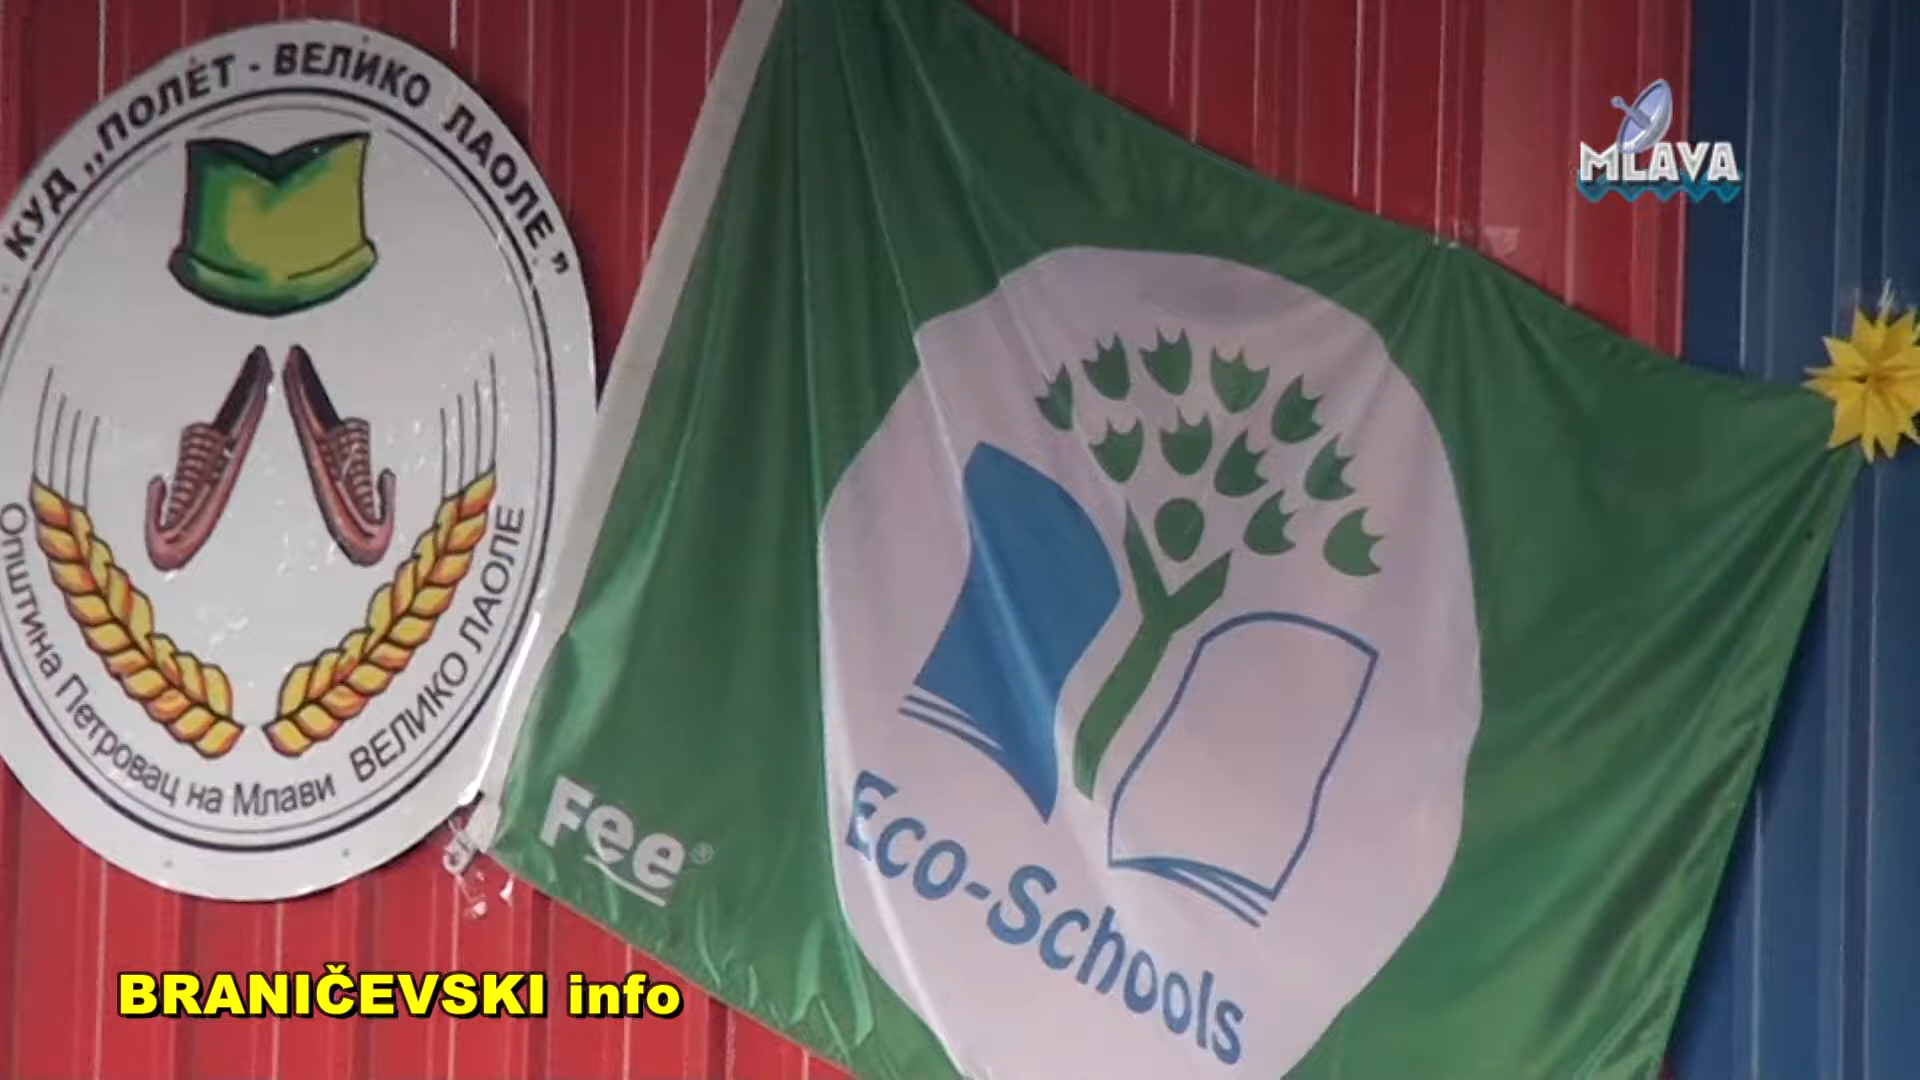 КУД „ПОЛЕТ - ВЕЛИКО ЛАОЛЕ"
Општина Петровац на Млави ВЕЛИКО ЛАОЛЕ
Fee®
Eco-Schools
MLAVA
BRANIČEVSKI info